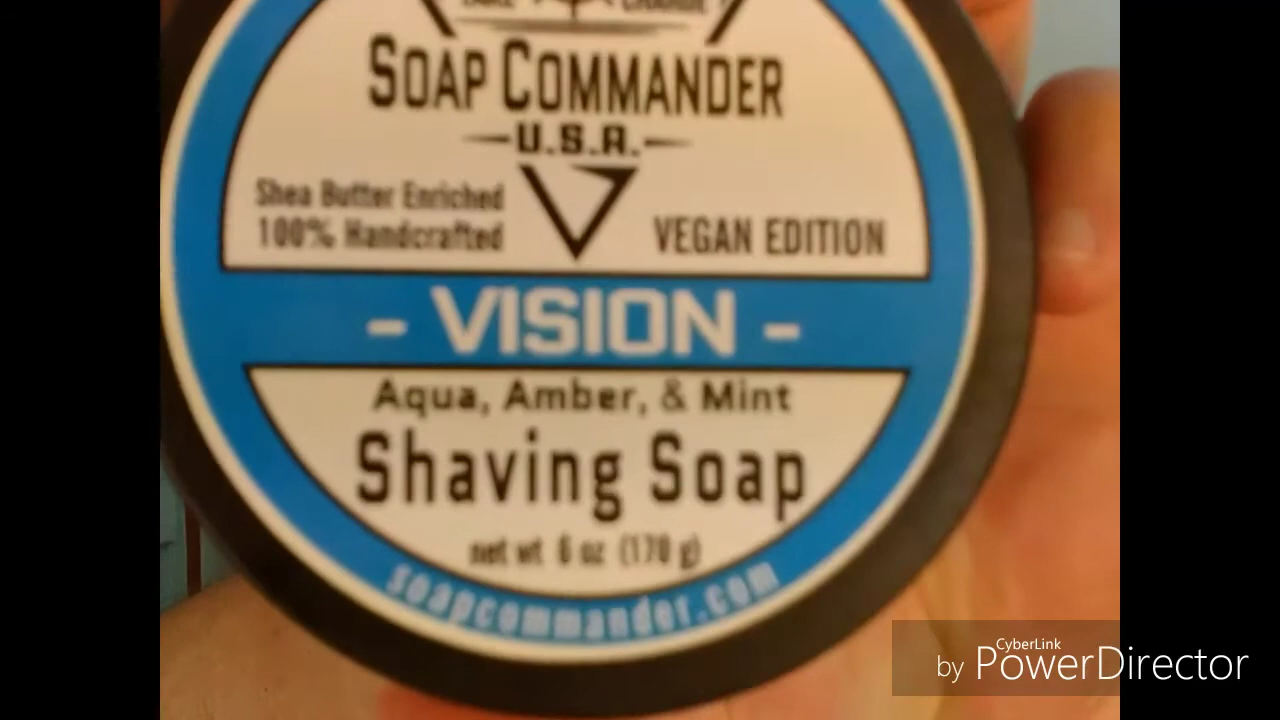 CHARGE
SOAP COMMANDER
U.S.A.
Shea Butter Enriched
100% Handcrafted
VEGAN EDITION
- VISION -
Aqua, Amber, & Mint
Shaving Soap
net wt 6 oz (170 g)
soapcommander.com
CyberLink
by PowerDirector